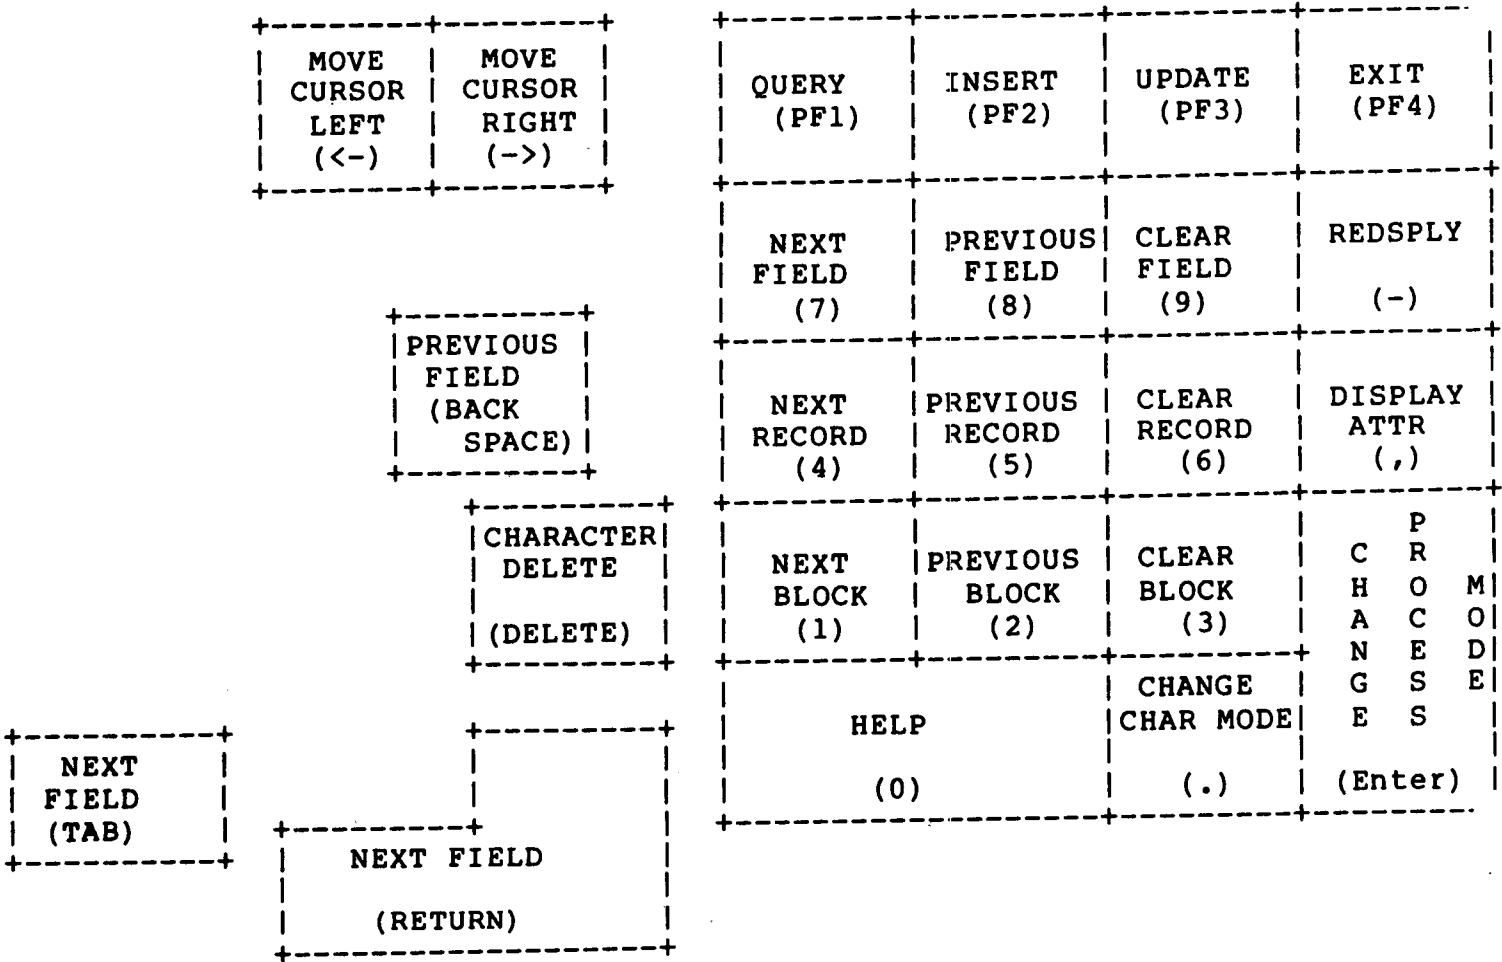 MOVE MOVE
CURSOR CURSOR
LEFT RIGHT
(<-) (->)
QUERY INSERT UPDATE EXIT
(PF1) (PF2) (PF3) (PF4)
NEXT PREVIOUS CLEAR REDSPLY
FIELD FIELD FIELD
(7) (8) (9) (-)
PREVIOUS
FIELD
(BACK
SPACE)
NEXT PREVIOUS CLEAR DISPLAY
RECORD RECORD RECORD ATTR
(4) (5) (6) (,)
CHARACTER
DELETE
(DELETE)
NEXT PREVIOUS CLEAR
BLOCK BLOCK BLOCK
(1) (2) (3)
CHANGE
PROCESS
MODE
(Enter)
HELP
(0)
CHANGE
CHAR MODE
(.)
NEXT
FIELD
(TAB)
NEXT FIELD
(RETURN)